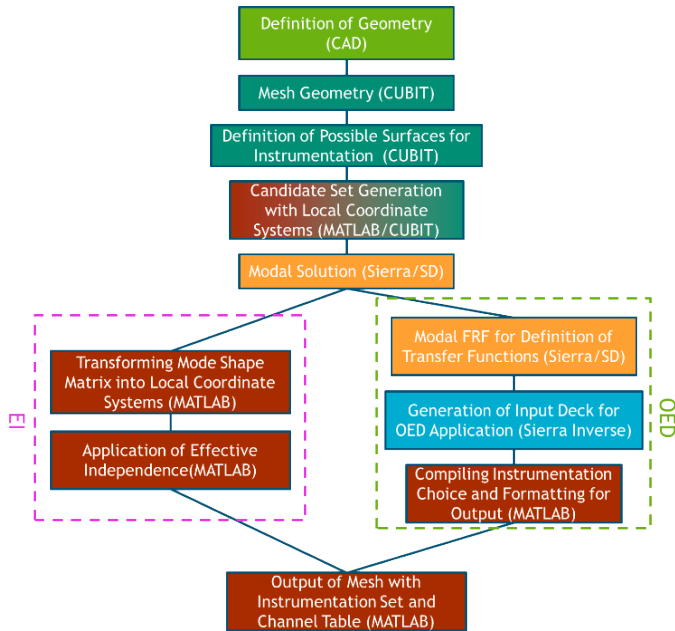 Definition of Geometry
(CAD)
Mesh Geometry (CUBIT)
Definition of Possible Surfaces for
Instrumentation (CUBIT)
Candidate Set Generation
with Local Coordinate
Systems (MATLAB/CUBIT)
Modal Solution (Sierra/SD)
EI
Transforming Mode Shape
Matrix into Local Coordinate
Systems (MATLAB)
Application of Effective
Independence(MATLAB)
Modal FRF for Definition of
Transfer Functions (Sierra/SD)
Generation of Input Deck for
OED Application (Sierra Inverse)
Compiling Instrumentation
Choice and Formatting for
Output (MATLAB)
OED
Output of Mesh with
Instrumentation Set and
Channel Table (MATLAB)